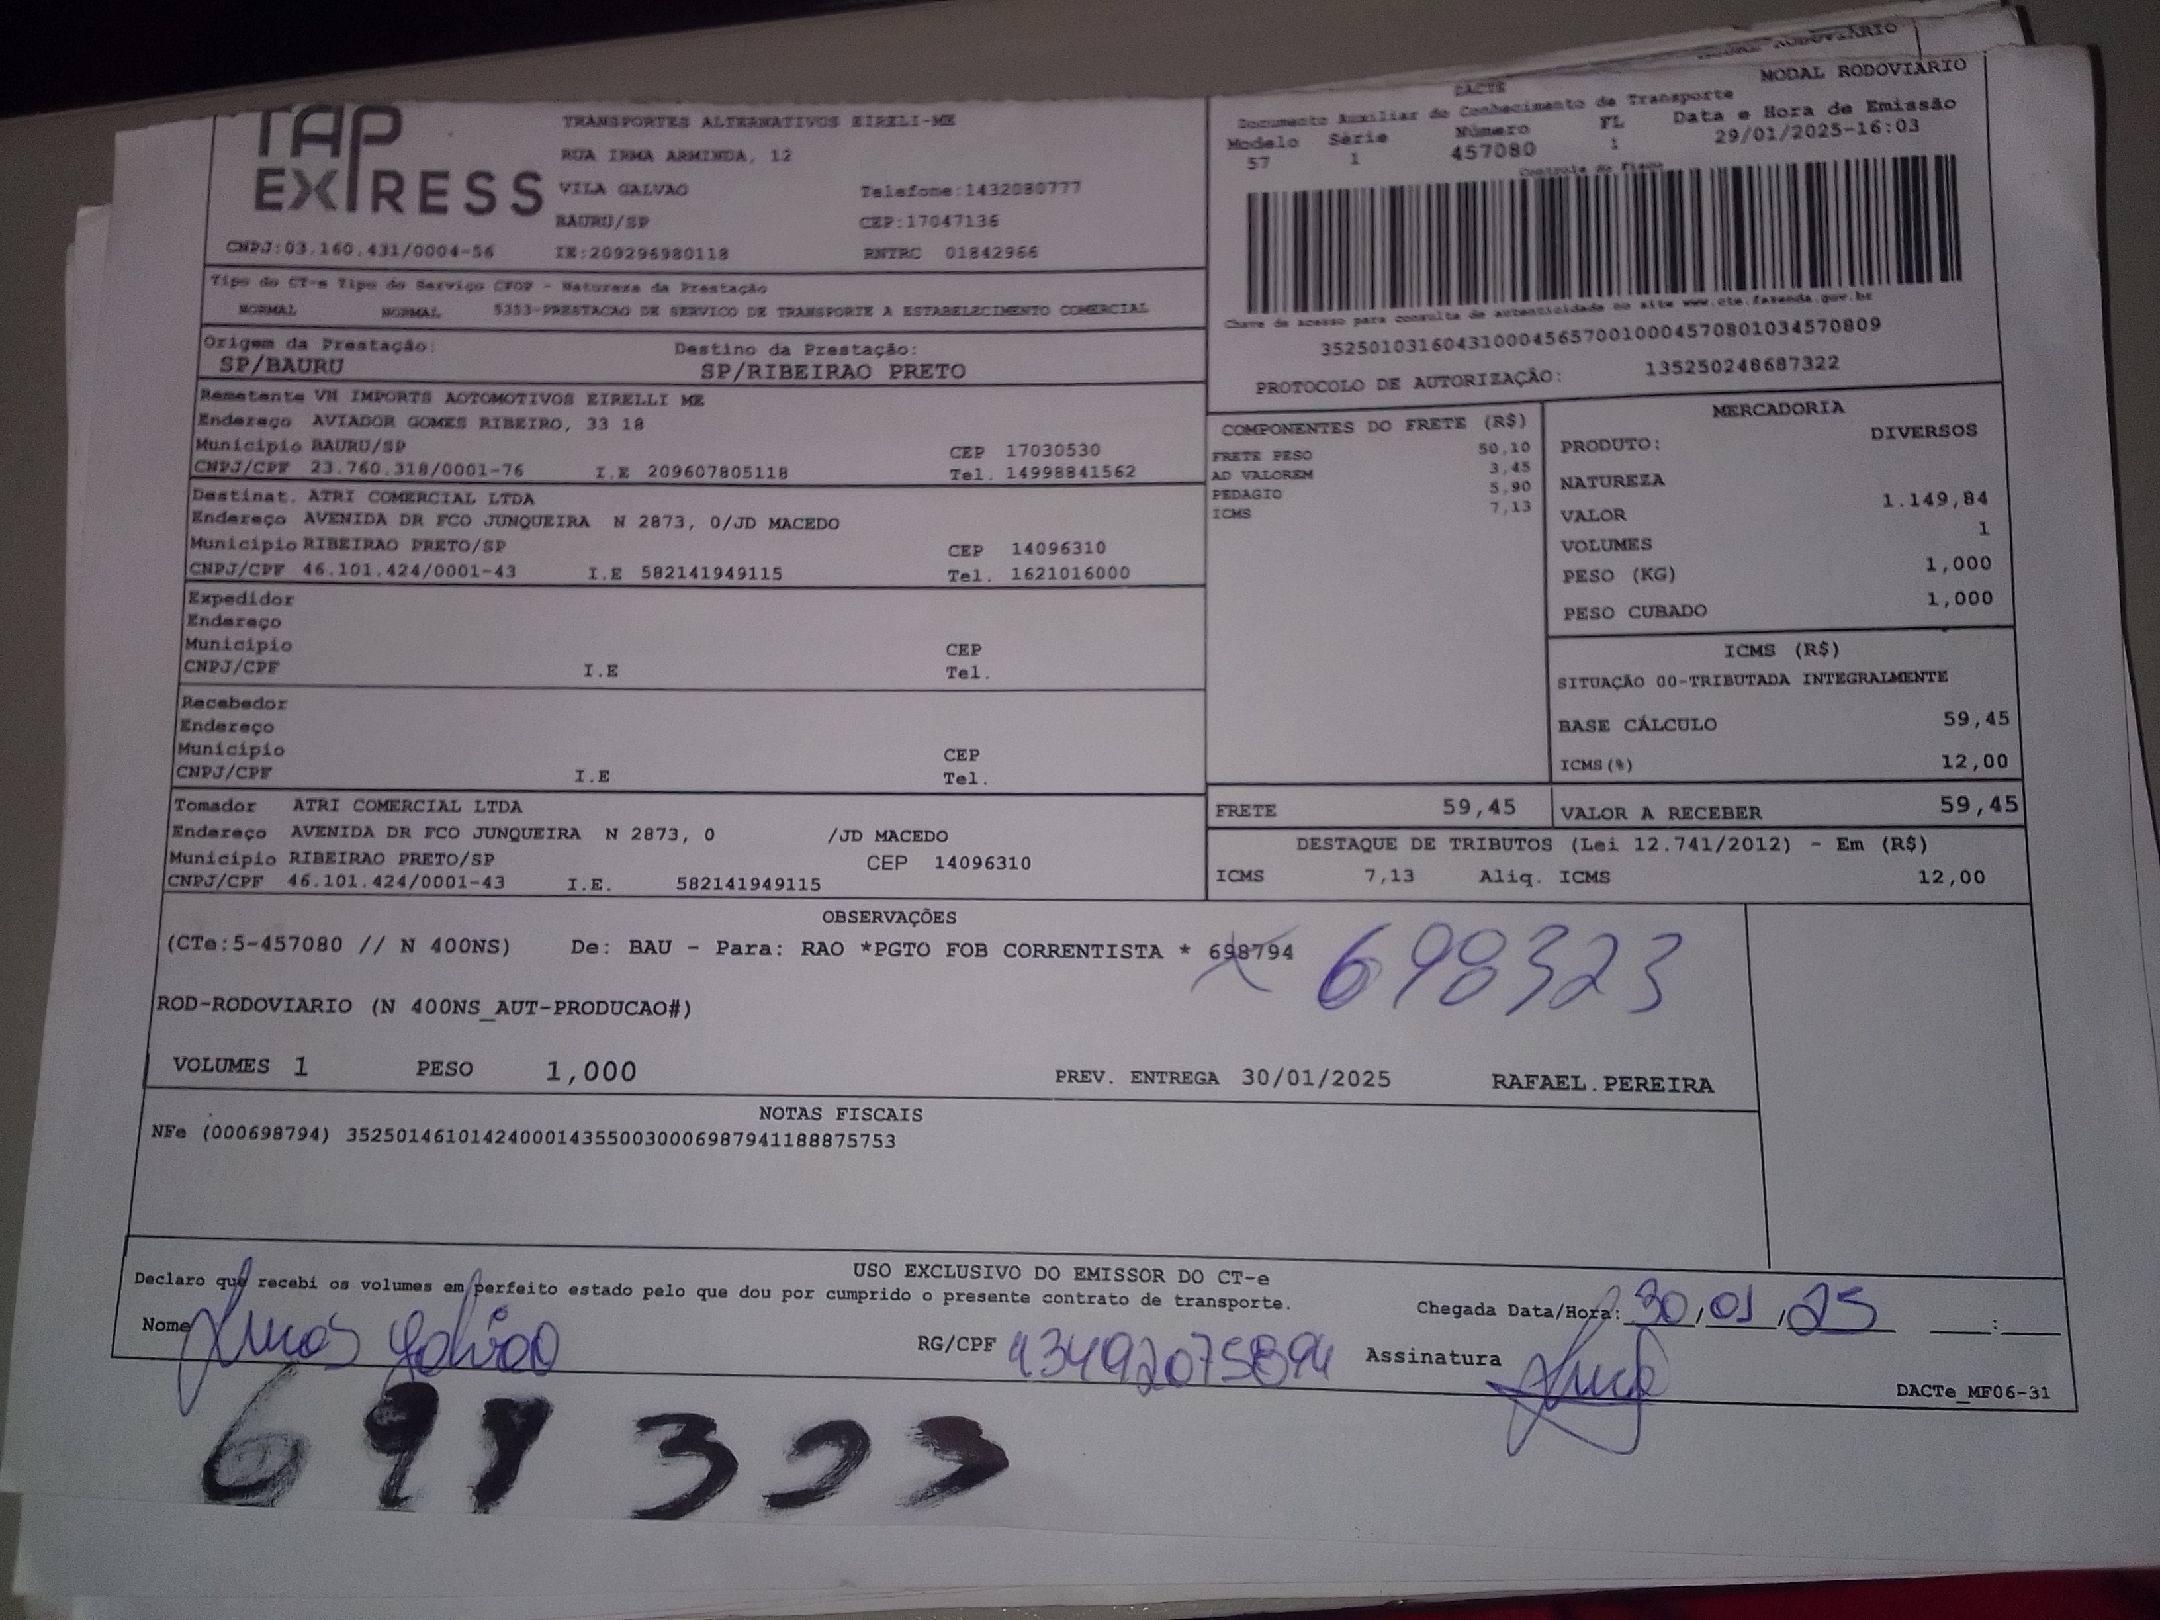 TAP EXPRESS
TRANSPORTES ALTERNATIVOS EIRELI-ME
RUA IRMA ARMINDA, 12
VILA GALVAO Telefone:1432080777
BAURU/SP CEP:17047136
CNPJ:03.160.431/0004-56 IE:209296980118 RNTRC 01842966
MODAL RODOVIÁRIO
DACTE
Documento Auxiliar do Conhecimento de Transporte
Modelo Série Número FL Data e Hora de Emissão
57 1 457080 1 29/01/2025-16:03
Controle do Fisco
Chave de acesso para consulta de autenticidade no site www.cte.fazenda.gov.br
35250103160431000456570010004570801034570809
PROTOCOLO DE AUTORIZAÇÃO: 135250248687322
Tipo do CT-e Tipo do Serviço CFOP - Natureza da Prestação
NORMAL NORMAL 5353-PRESTACAO DE SERVICO DE TRANSPORTE A ESTABELECIMENTO COMERCIAL
Origem da Prestação: Destino da Prestação:
SP/BAURU SP/RIBEIRAO PRETO
Remetente VH IMPORTS AOTOMOTIVOS EIRELLI ME
Endereço AVIADOR GOMES RIBEIRO, 33 18
Municipio BAURU/SP CEP 17030530
CNPJ/CPF 23.760.318/0001-76 I.E 209607805118 Tel. 14998841562
Destinat. ATRI COMERCIAL LTDA
Endereço AVENIDA DR FCO JUNQUEIRA N 2873, 0/JD MACEDO
Municipio RIBEIRAO PRETO/SP CEP 14096310
CNPJ/CPF 46.101.424/0001-43 I.E 582141949115 Tel. 1621016000
Expedidor
Endereço
Municipio CEP
CNPJ/CPF I.E Tel.
Recebedor
Endereço
Municipio CEP
CNPJ/CPF I.E Tel.
Tomador ATRI COMERCIAL LTDA
Endereço AVENIDA DR FCO JUNQUEIRA N 2873, 0 /JD MACEDO
Municipio RIBEIRAO PRETO/SP CEP 14096310
CNPJ/CPF 46.101.424/0001-43 I.E. 582141949115
COMPONENTES DO FRETE (R$)
FRETE PESO 50,10
AD VALOREM 3,45
PEDAGIO 5,90
ICMS 7,13
MERCADORIA
PRODUTO: DIVERSOS
NATUREZA
VALOR 1.149,84
VOLUMES 1
PESO (KG) 1,000
PESO CUBADO 1,000
ICMS (R$)
SITUAÇÃO 00-TRIBUTADA INTEGRALMENTE
BASE CÁLCULO 59,45
ICMS(%) 12,00
FRETE 59,45 VALOR A RECEBER 59,45
DESTAQUE DE TRIBUTOS (Lei 12.741/2012) - Em (R$)
ICMS 7,13 Aliq. ICMS 12,00
OBSERVAÇÕES
(CTe:5-457080 // N 400NS) De: BAU - Para: RAO *PGTO FOB CORRENTISTA * 698794 698323
ROD-RODOVIARIO (N 400NS_AUT-PRODUCAO#)
VOLUMES 1 PESO 1,000 PREV. ENTREGA 30/01/2025 RAFAEL.PEREIRA
NOTAS FISCAIS
NFe (000698794) 35250146101424000143550030006987941188875753
USO EXCLUSIVO DO EMISSOR DO CT-e
Declaro que recebi os volumes em perfeito estado pelo que dou por cumprido o presente contrato de transporte.
Chegada Data/Hora: 30/01/25 :
Nome Lucas Galvão RG/CPF 43492075894 Assinatura
DACTe_MF06-31
698323